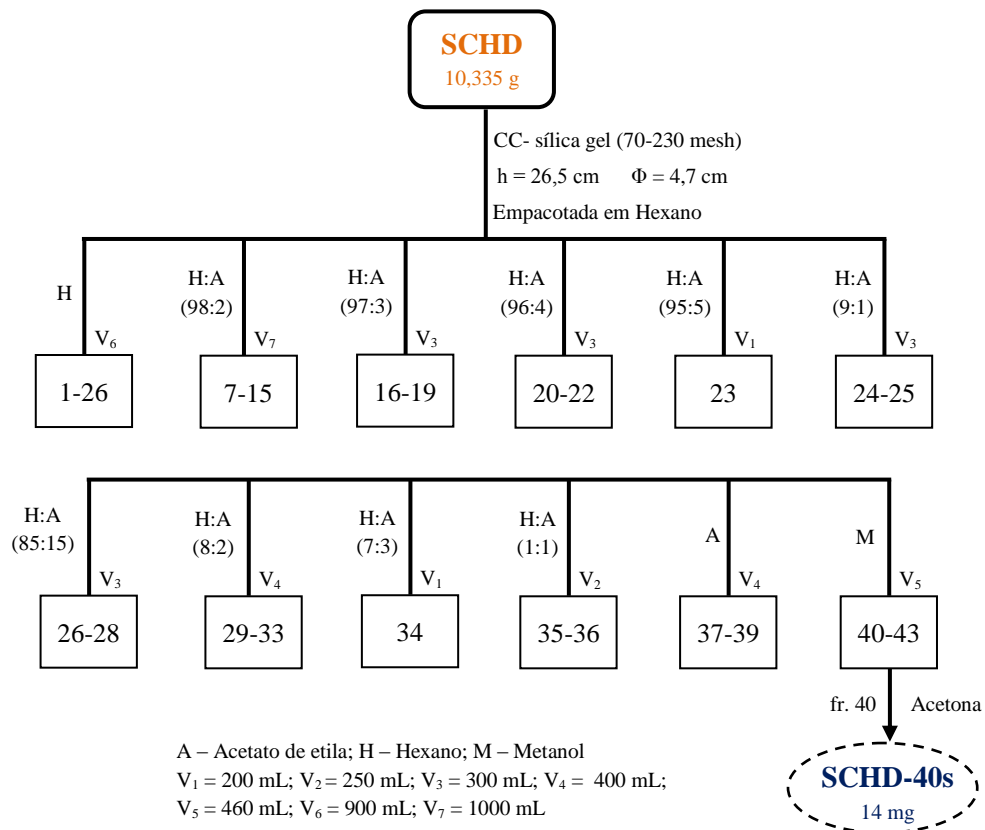 SCHD
10,335 g
CC- sílica gel (70-230 mesh)
h = 26,5 cm Φ = 4,7 cm
Empacotada em Hexano
H
V₆
1-26
H:A
(98:2)
V₇
7-15
H:A
(97:3)
V₃
16-19
H:A
(96:4)
V₃
20-22
H:A
(95:5)
V₁
23
H:A
(9:1)
V₃
24-25
H:A
(85:15)
V₃
26-28
H:A
(8:2)
V₄
29-33
H:A
(7:3)
V₁
34
H:A
(1:1)
V₂
35-36
A
V₄
37-39
M
V₅
40-43
fr. 40 Acetona
SCHD-40s
14 mg
A – Acetato de etila; H – Hexano; M – Metanol
V₁ = 200 mL; V₂ = 250 mL; V₃ = 300 mL; V₄ = 400 mL;
V₅ = 460 mL; V₆ = 900 mL; V₇ = 1000 mL